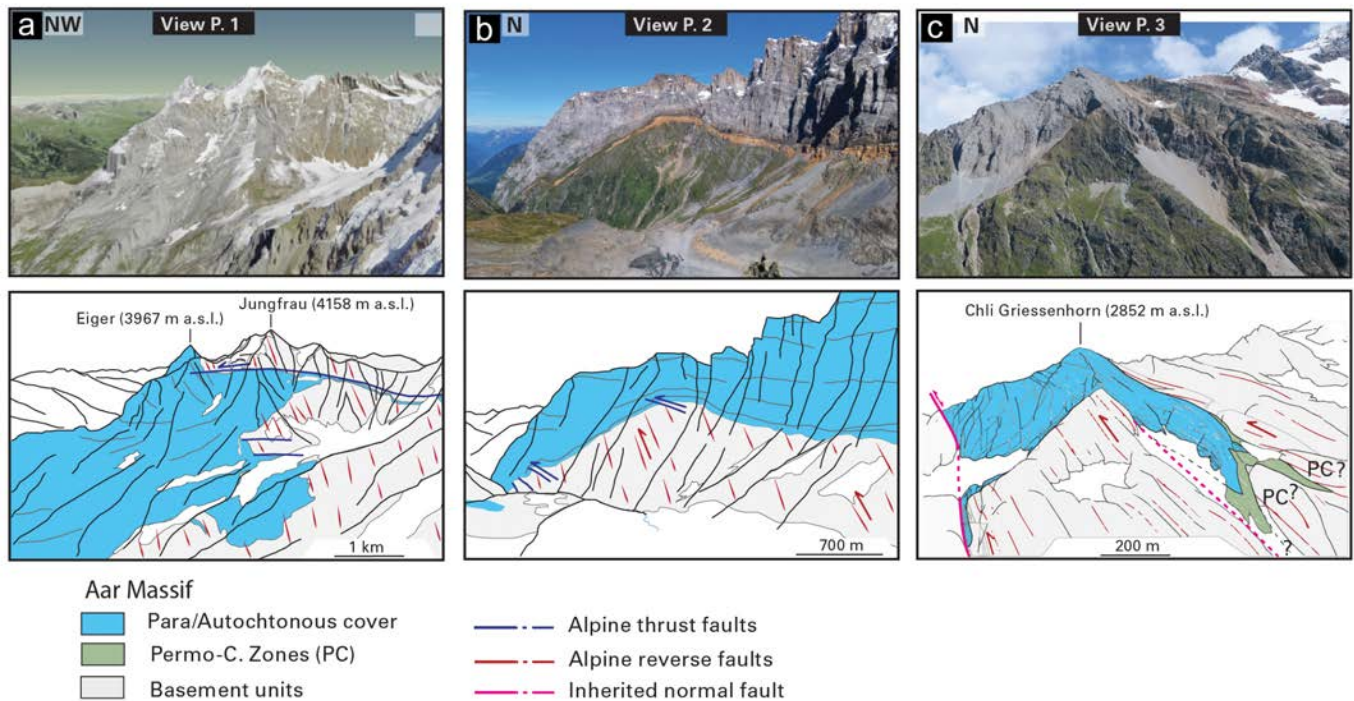 a NW View P. 1
b N View P. 2
c N View P. 3
Eiger (3967 m a.s.l.)
Jungfrau (4158 m a.s.l.)
1 km
700 m
Chli Griessenhorn (2852 m a.s.l.)
PC?
PC?
?
200 m
Aar Massif
Para/Autochtonous cover
Permo-C. Zones (PC)
Basement units
Alpine thrust faults
Alpine reverse faults
Inherited normal fault